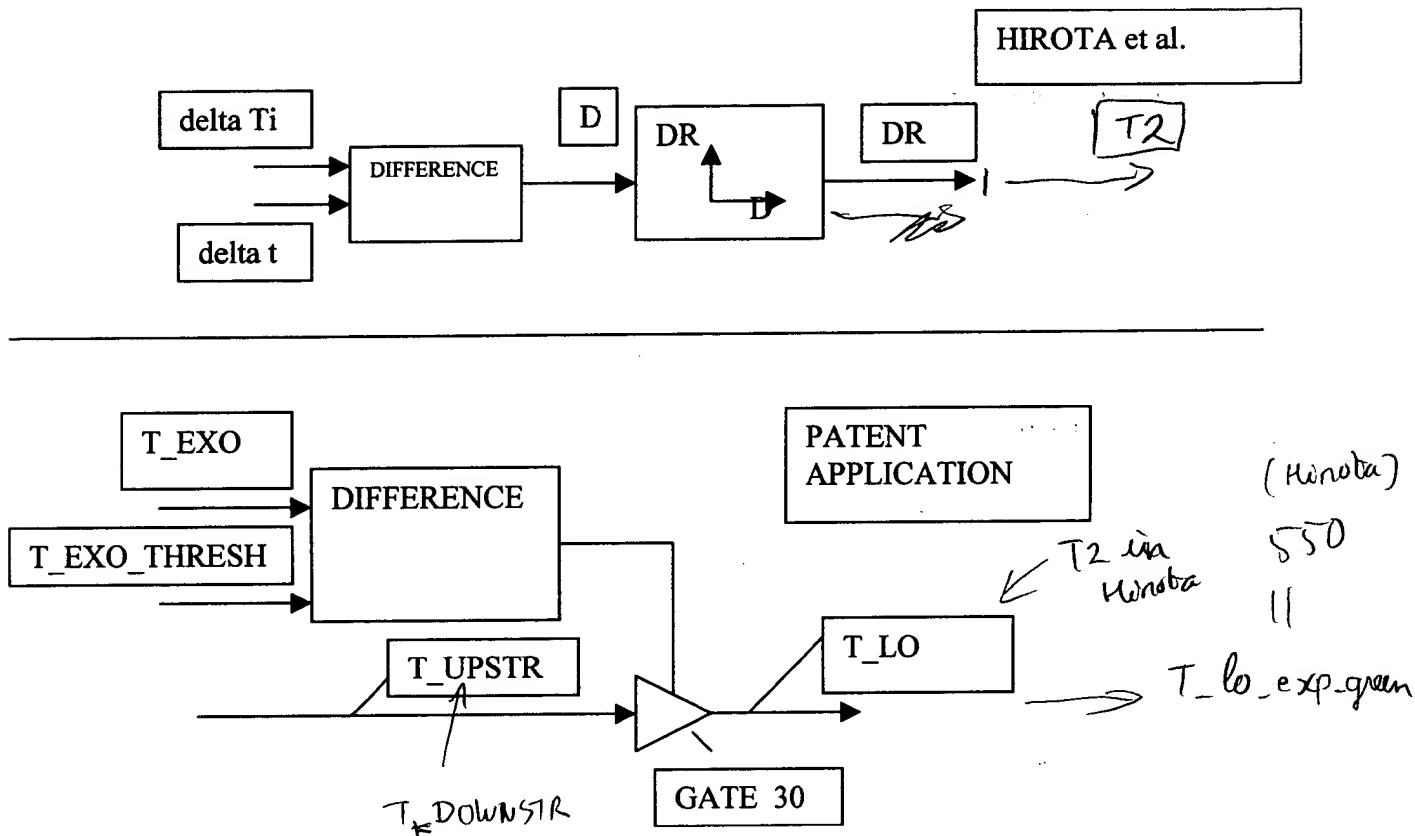 HIROTA et al.
delta Ti
D
DR
DR
T2
DIFFERENCE
D
delta t
T_EXO
PATENT
APPLICATION
(Hirota)
DIFFERENCE
T_EXO_THRESH
T2 in
Hirota
550
11
T_UPSTR
T_LO
T_lo_exp_green
GATE 30
T_DOWNSTR